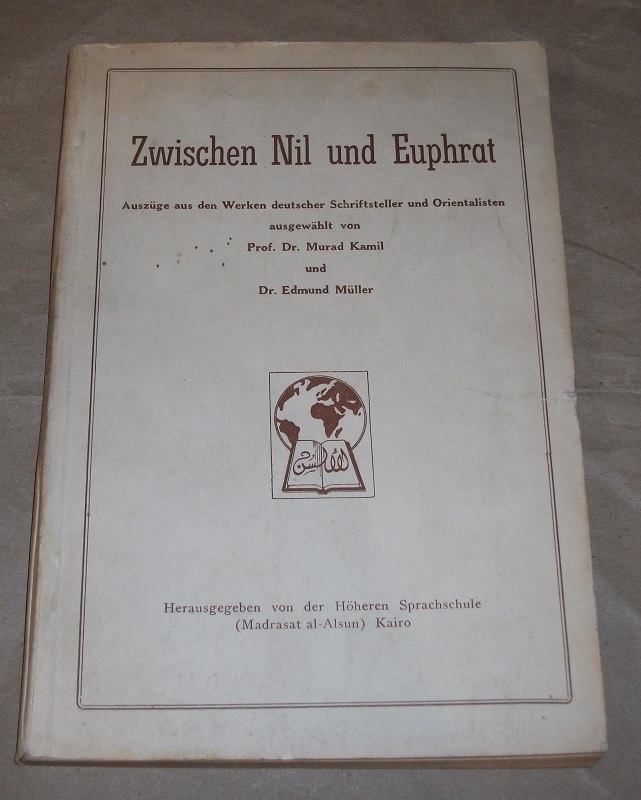 Zwischen Nil und Euphrat
Auszüge aus den Werken deutscher Schriftsteller und Orientalisten
ausgewählt von
Prof. Dr. Murad Kamil
und
Dr. Edmund Müller
الألسن
Herausgegeben von der Höheren Sprachschule
(Madrasat al-Alsun) Kairo